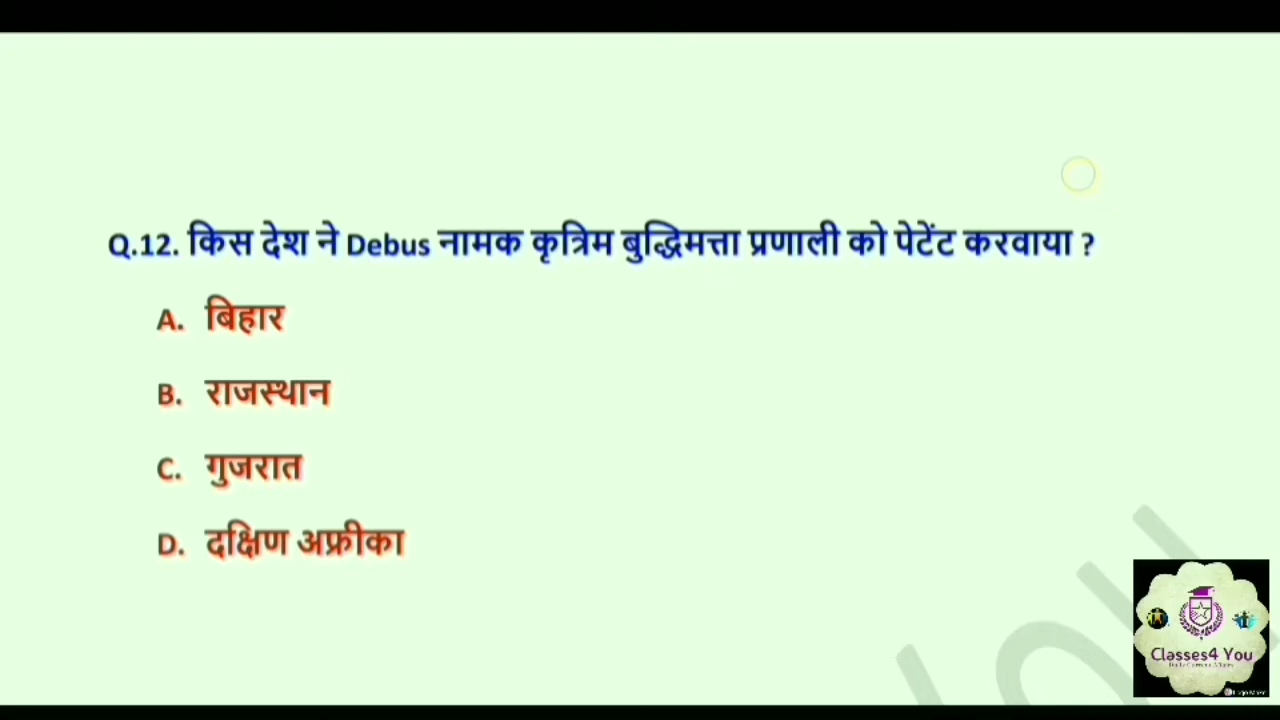 Q.12. किस देश ने Debus नामक कृत्रिम बुद्धिमत्ता प्रणाली को पेटेंट करवाया ?
A. बिहार
B. राजस्थान
C. गुजरात
D. दक्षिण अफ्रीका
Classes4 You